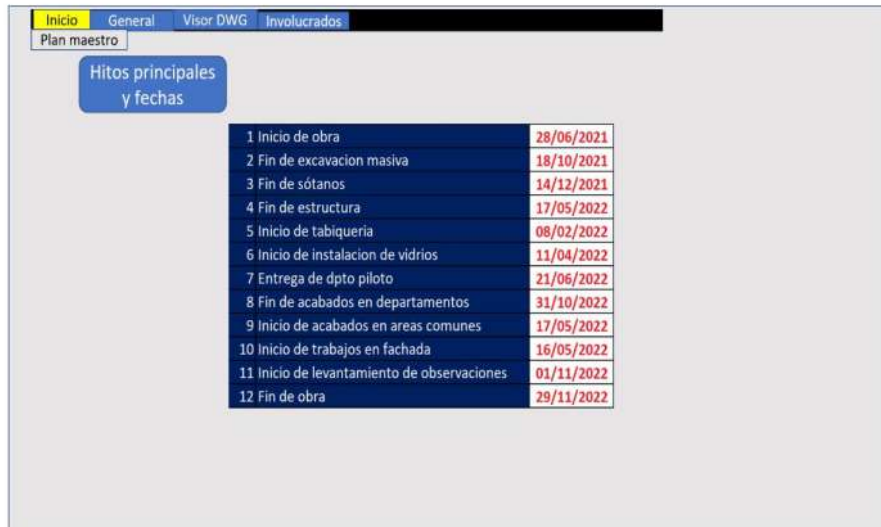 Inicio General Visor DWG Involucrados
Plan maestro
Hitos principales
y fechas
1 Inicio de obra 28/06/2021
2 Fin de excavacion masiva 18/10/2021
3 Fin de sótanos 14/12/2021
4 Fin de estructura 17/05/2022
5 Inicio de tabiqueria 08/02/2022
6 Inicio de instalacion de vidrios 11/04/2022
7 Entrega de dpto piloto 21/06/2022
8 Fin de acabados en departamentos 31/10/2022
9 Inicio de acabados en areas comunes 17/05/2022
10 Inicio de trabajos en fachada 16/05/2022
11 Inicio de levantamiento de observaciones 01/11/2022
12 Fin de obra 29/11/2022